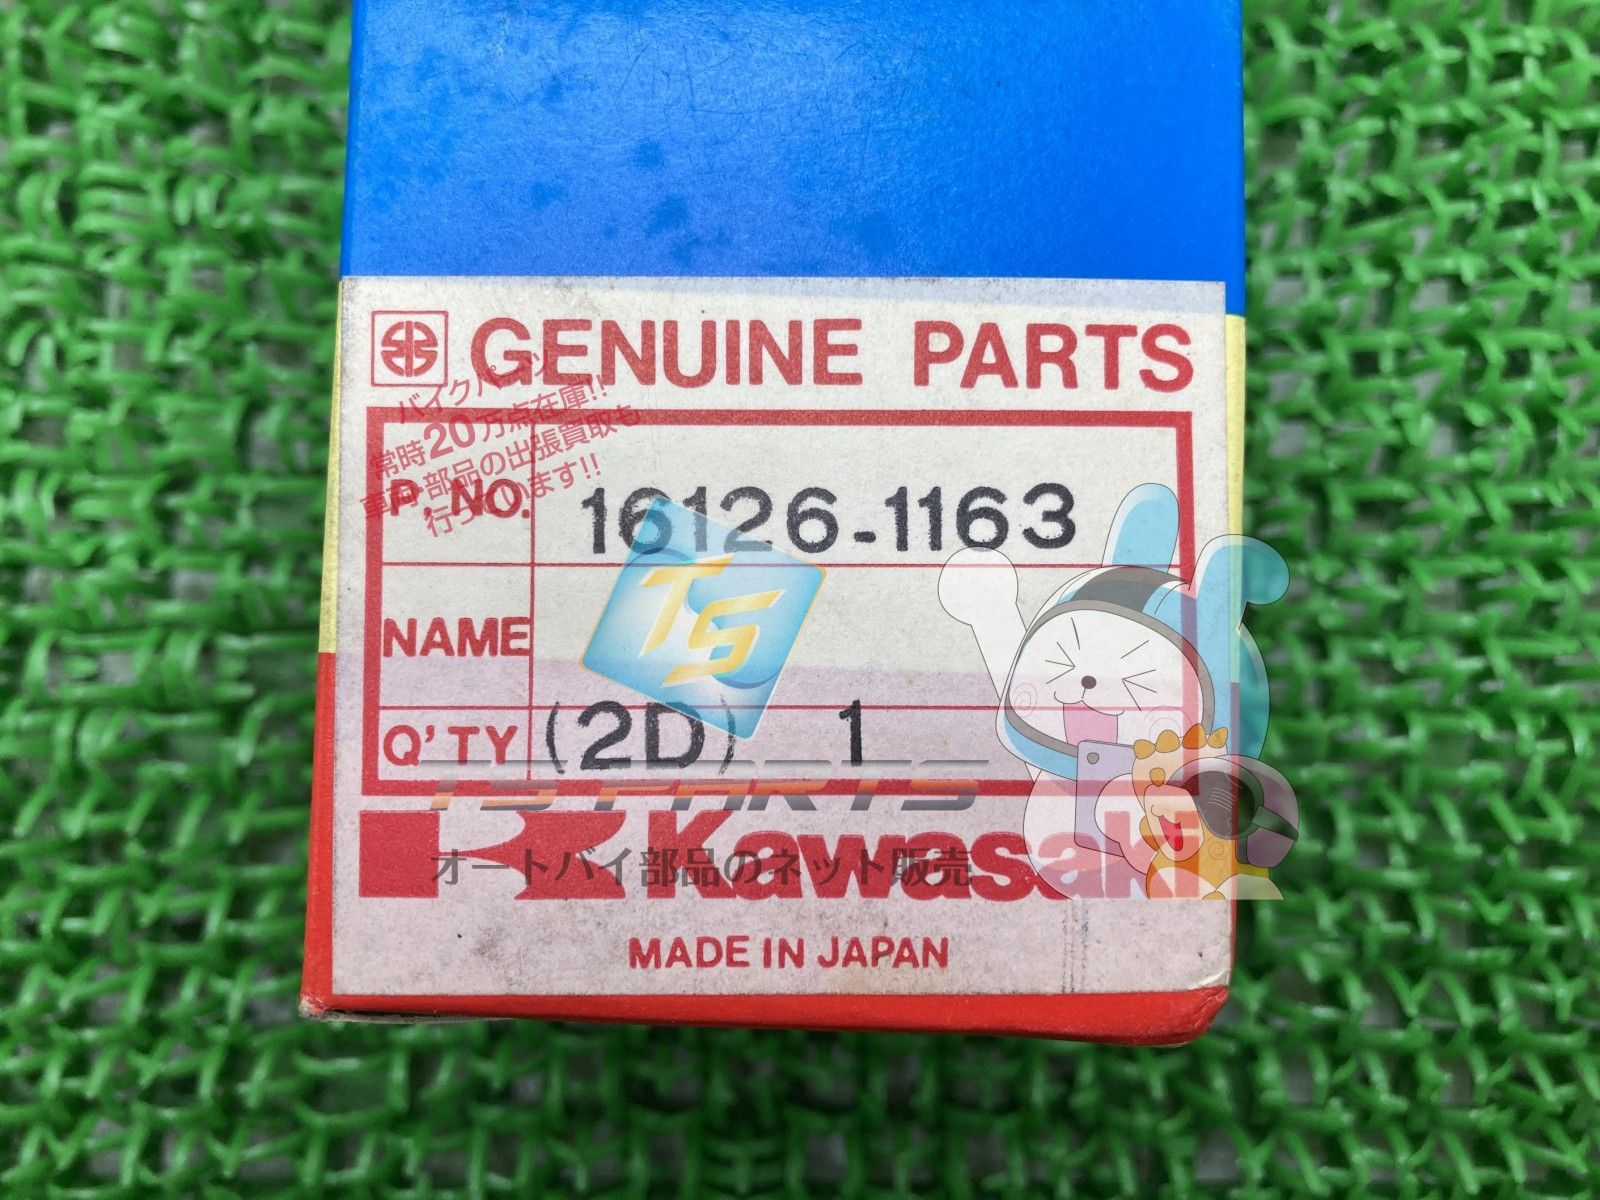 GENUINE PARTS
バイクパーツ
常時20万点在庫!!
車両・部品の出張買取も
行っています!!
P. NO. 16126-1163
NAME
Q'TY (2D) 1
TS
TS PARTS
オートバイ部品のネット販売
Kawasaki
MADE IN JAPAN